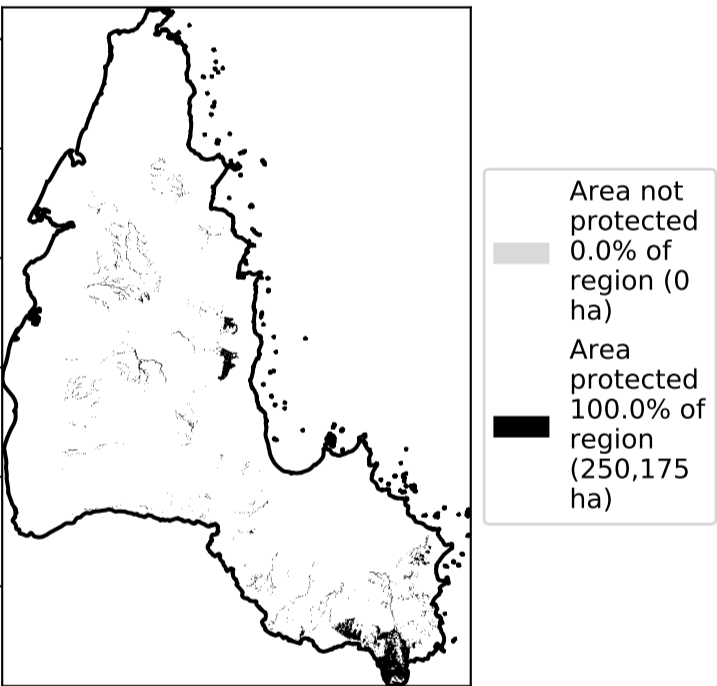 Area not
protected
0.0% of
region (0
ha)
Area
protected
100.0% of
region
(250,175
ha)